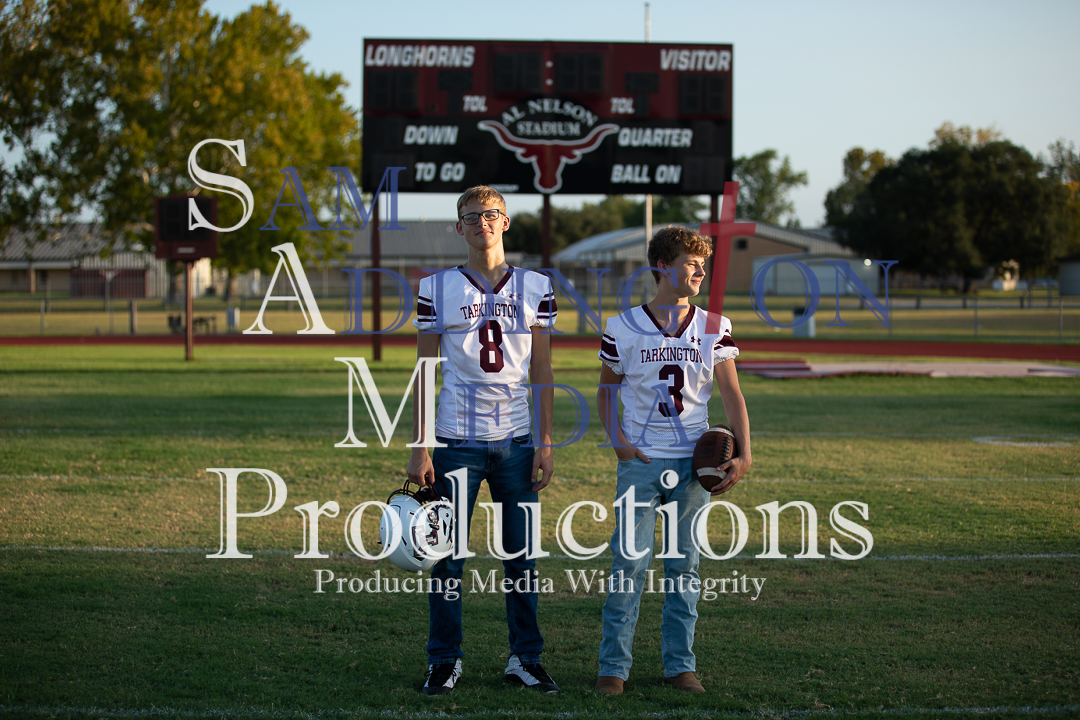 LONGHORNS VISITOR
TOL TOL
AL NELSON
STADIUM
DOWN QUARTER
TO GO BALL ON
SAM ADDINGTON
MEDIA
SAM
Productions
Producing Media With Integrity
TARKINGTON
8
TARKINGTON
3